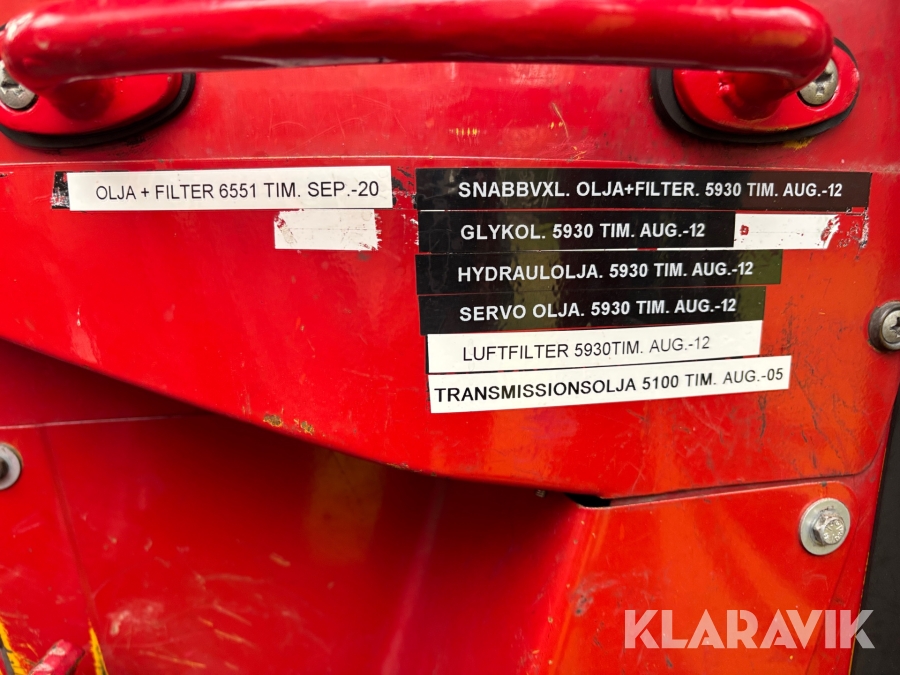 OLJA + FILTER 6551 TIM. SEP.-20
SNABBVXL. OLJA+FILTER. 5930 TIM. AUG.-12
GLYKOL. 5930 TIM. AUG.-12
HYDRAULOLJA. 5930 TIM. AUG.-12
SERVO OLJA. 5930 TIM. AUG.-12
LUFTFILTER 5930TIM. AUG.-12
TRANSMISSIONSOLJA 5100 TIM. AUG.-05
KLARAVIK